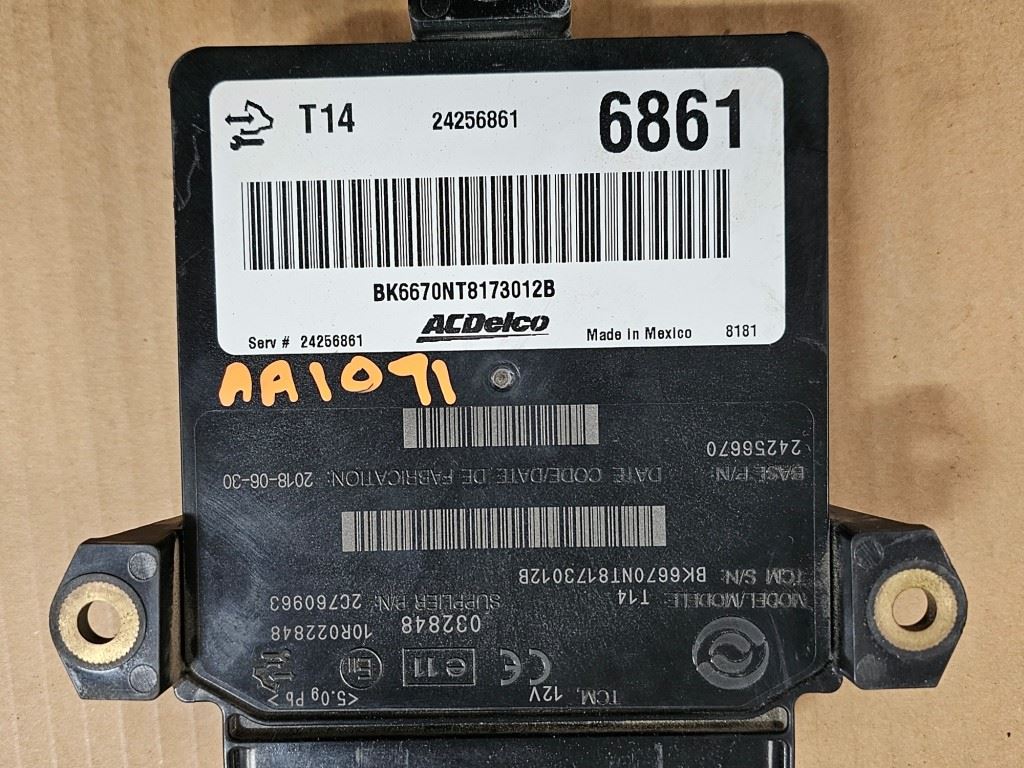 T14 24256861 6861
BK6670NT8173012B
ACDelco
Serv # 24256861 Made in Mexico 8181
AA1071
TCM, 12V <5.0g Pb>
CE e11 E11
032848 10R022848
MODEL/MODELE: T14 SUPPLIER P/N: 2C760963
TCM S/N: BK6670NT8173012B
BASE P/N: 24256670 DATE CODE/DATE DE FABRICATION: 2018-06-30